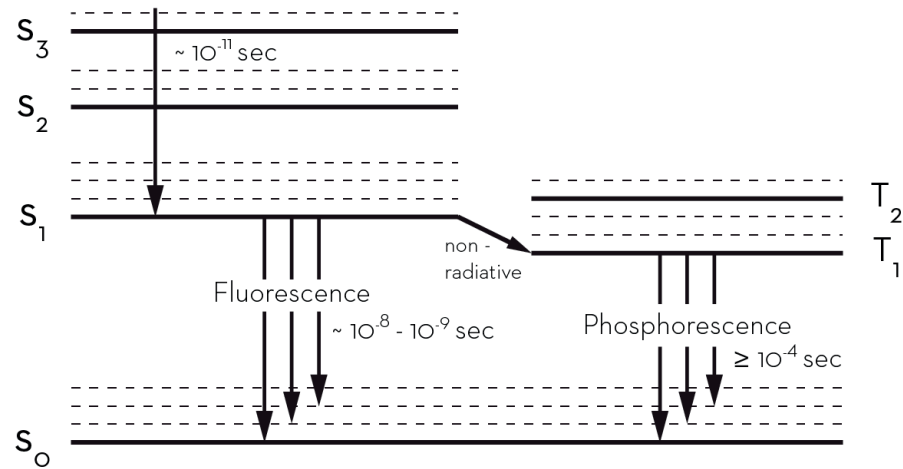 S₃
~ 10⁻¹¹ sec
S₂
S₁
T₂
T₁
non -
radiative
Fluorescence
~ 10⁻⁸ - 10⁻⁹ sec
Phosphorescence
≥ 10⁻⁴ sec
S₀